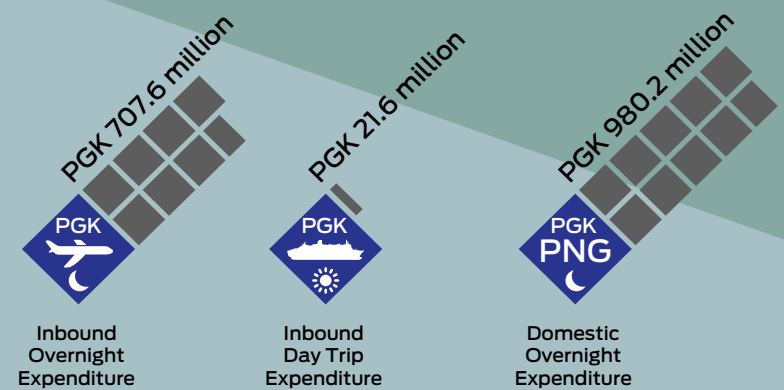 PGK 707.6 million
PGK
Inbound
Overnight
Expenditure
PGK 21.6 million
PGK
Inbound
Day Trip
Expenditure
PGK 980.2 million
PGK
PNG
Domestic
Overnight
Expenditure